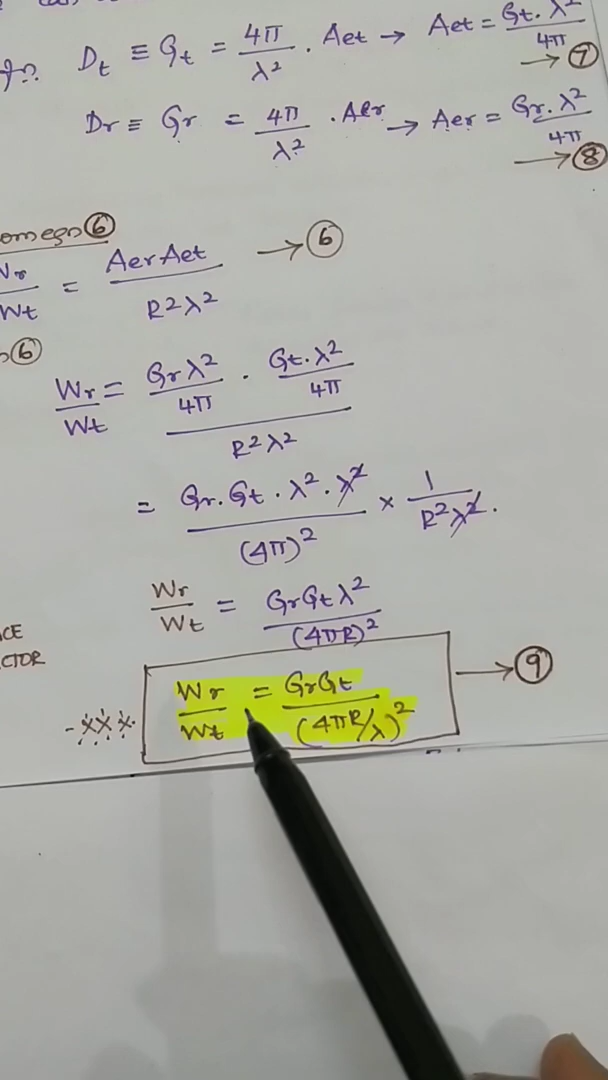 Dt ≡ Gt = 4π/λ² . Aet → Aet = Gt.λ²/4π → ⑦
Dr ≡ Gr = 4π/λ² . Aer → Aer = Gr.λ²/4π → ⑧
⑥
Wr/Wt = AerAet/R²λ² → ⑥
⑥
Wr/Wt = (Grλ²/4π . Gt.λ²/4π)/R²λ²
= Gr.Gt.λ².λ²/(4π)² × 1/R²λ².
Wr/Wt = GrGtλ²/(4πR)²
Wr/Wt = GrGt/(4πR/λ)² → ⑨